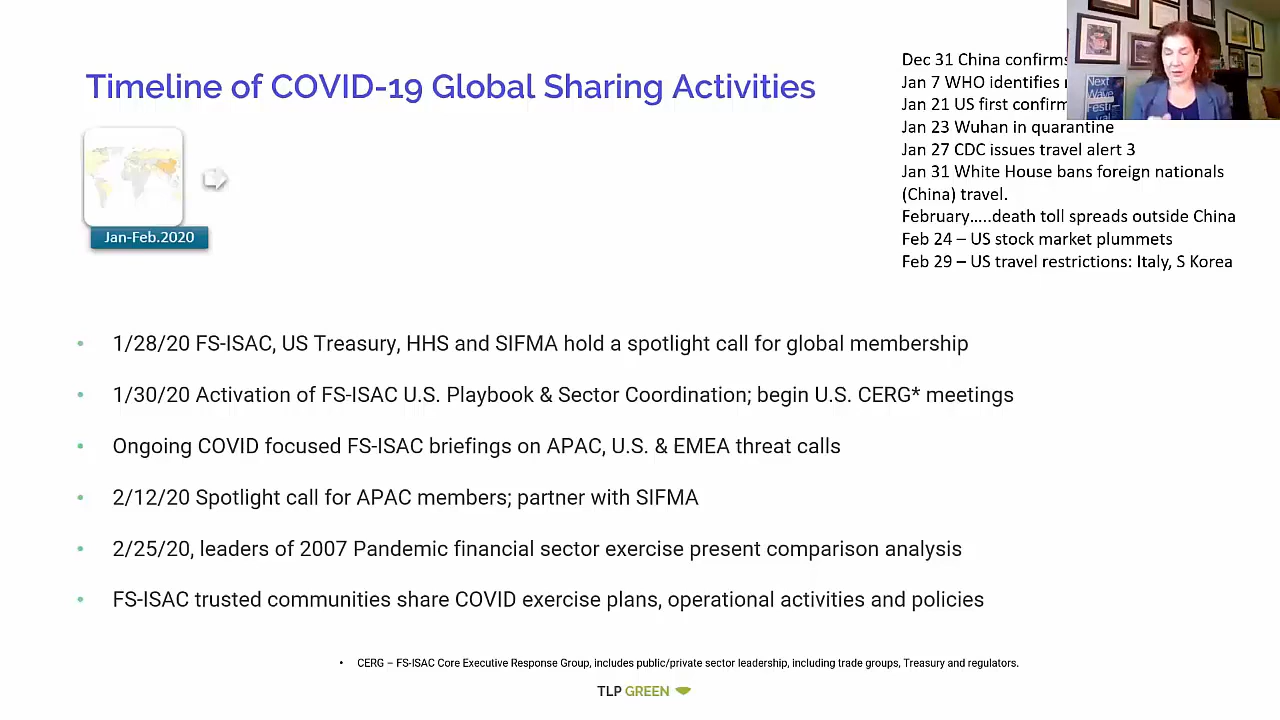 Timeline of COVID-19 Global Sharing Activities
Jan-Feb.2020
Dec 31 China confirms
Jan 7 WHO identifies
Jan 21 US first confirm
Jan 23 Wuhan in quarantine
Jan 27 CDC issues travel alert 3
Jan 31 White House bans foreign nationals
(China) travel.
February…..death toll spreads outside China
Feb 24 – US stock market plummets
Feb 29 – US travel restrictions: Italy, S Korea
Next
Wave
Festi-
val
• 1/28/20 FS-ISAC, US Treasury, HHS and SIFMA hold a spotlight call for global membership
• 1/30/20 Activation of FS-ISAC U.S. Playbook & Sector Coordination; begin U.S. CERG* meetings
• Ongoing COVID focused FS-ISAC briefings on APAC, U.S. & EMEA threat calls
• 2/12/20 Spotlight call for APAC members; partner with SIFMA
• 2/25/20, leaders of 2007 Pandemic financial sector exercise present comparison analysis
• FS-ISAC trusted communities share COVID exercise plans, operational activities and policies
• CERG – FS-ISAC Core Executive Response Group, includes public/private sector leadership, including trade groups, Treasury and regulators.
TLP GREEN